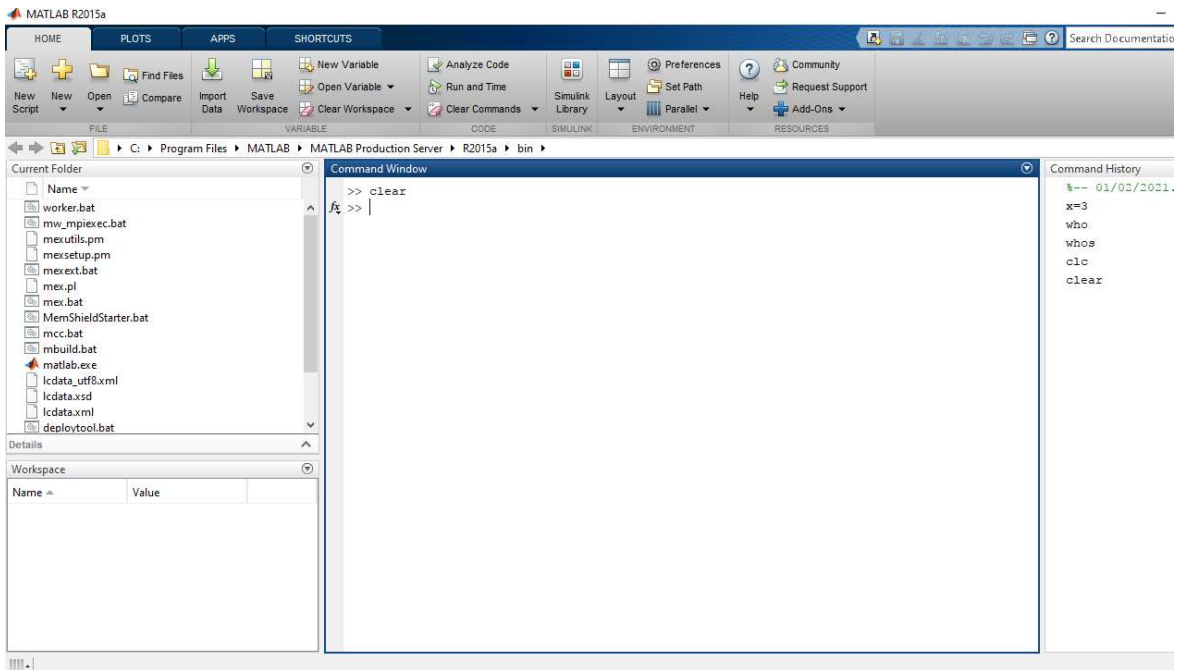 MATLAB R2015a
HOME PLOTS APPS SHORTCUTS
Search Documentatio
New Script
New
Open
Find Files
Compare
Import Data
Save Workspace
New Variable
Open Variable
Clear Workspace
Analyze Code
Run and Time
Clear Commands
Simulink Library
Layout
Preferences
Set Path
Parallel
Help
Community
Request Support
Add-Ons
FILE VARIABLE CODE SIMULINK ENVIRONMENT RESOURCES
C: Program Files MATLAB MATLAB Production Server R2015a bin
Current Folder
Name
worker.bat
mw_mpiexec.bat
mexutils.pm
mexsetup.pm
mexext.bat
mex.pl
mex.bat
MemShieldStarter.bat
mcc.bat
mbuild.bat
matlab.exe
lcdata_utf8.xml
lcdata.xsd
lcdata.xml
deploytool.bat
Details
Workspace
Name Value
Command Window
>> clear
fx >>
Command History
%-- 01/02/2021.
x=3
who
whos
clc
clear